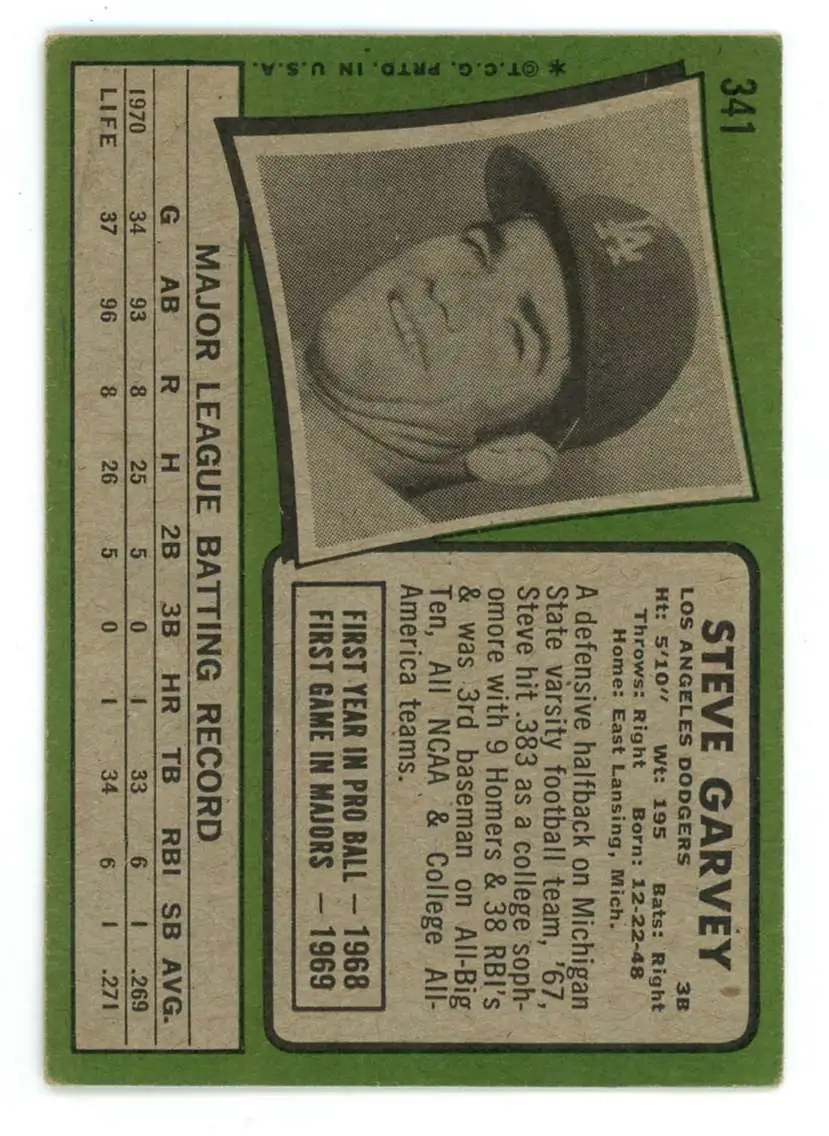 341
STEVE GARVEY
LOS ANGELES DODGERS 3B
Ht: 5'10" Wt: 195 Bats: Right
Throws: Right Born: 12-22-48
Home: East Lansing, Mich.
A defensive halfback on Michigan
State varsity football team, '67,
Steve hit .383 as a college soph-
omore with 9 Homers & 38 RBI's
& was 3rd baseman on All-Big
Ten, All NCAA & College All-
America teams.
FIRST YEAR IN PRO BALL — 1968
FIRST GAME IN MAJORS — 1969
LA
MAJOR LEAGUE BATTING RECORD
G AB R H 2B 3B HR TB RBI SB AVG.
1970 34 93 8 25 5 0 1 33 6 1 .269
LIFE 37 96 8 26 5 0 1 34 6 1 .271
* ©T.C.G. PRTD. IN U.S.A.